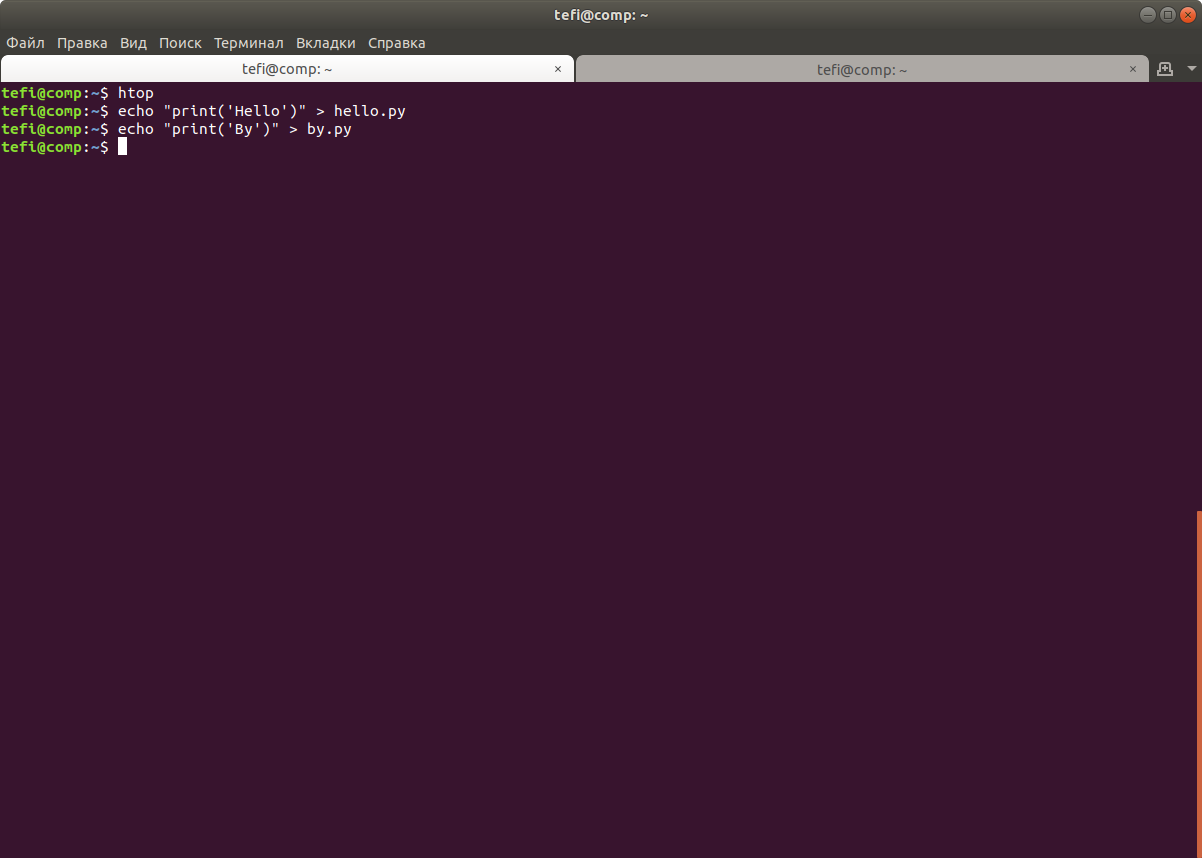 tefi@comp: ~
Файл Правка Вид Поиск Терминал Вкладки Справка
tefi@comp: ~ × tefi@comp: ~ ×
tefi@comp:~$ htop
tefi@comp:~$ echo "print('Hello')" > hello.py
tefi@comp:~$ echo "print('By')" > by.py
tefi@comp:~$